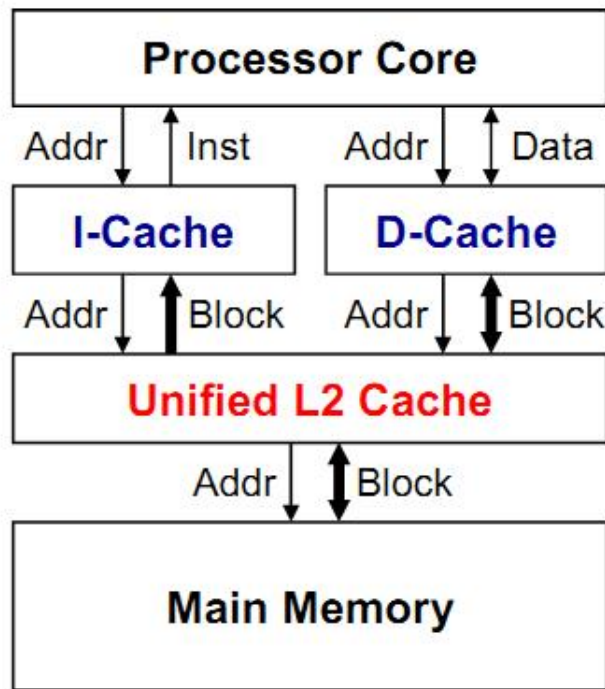 Processor Core
Addr Inst Addr Data
I-Cache D-Cache
Addr Block Addr Block
Unified L2 Cache
Addr Block
Main Memory